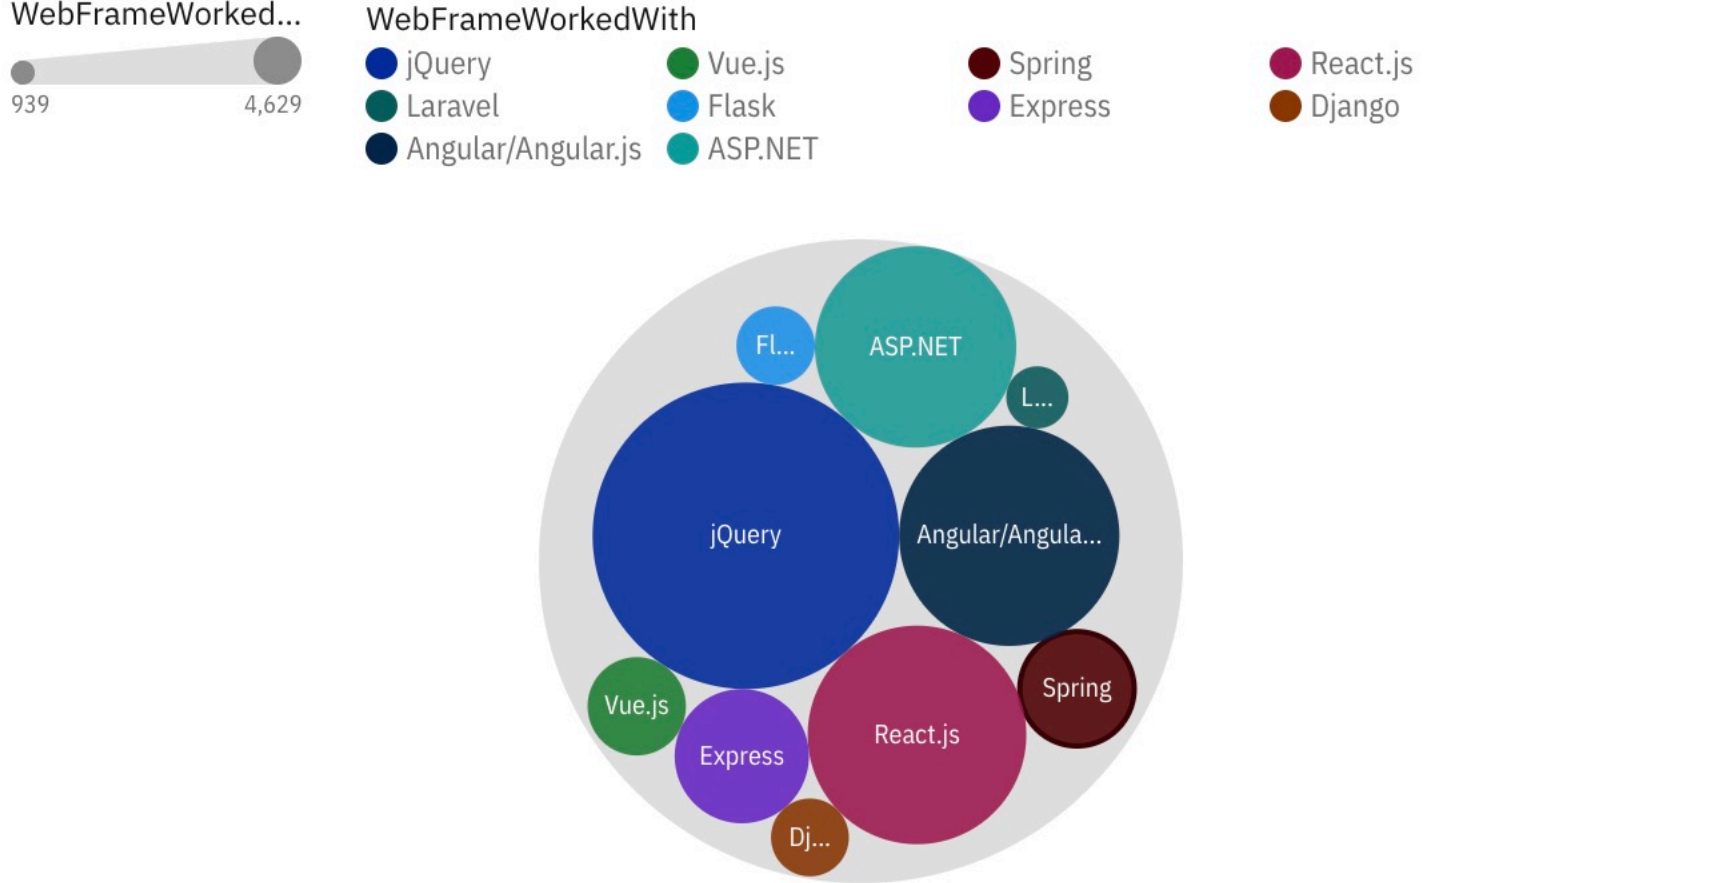 WebFrameWorked...
939 4,629
WebFrameWorkedWith
jQuery Vue.js Spring React.js
Laravel Flask Express Django
Angular/Angular.js ASP.NET
Fl...
ASP.NET
L...
jQuery
Angular/Angula...
Spring
Vue.js
React.js
Express
Dj...